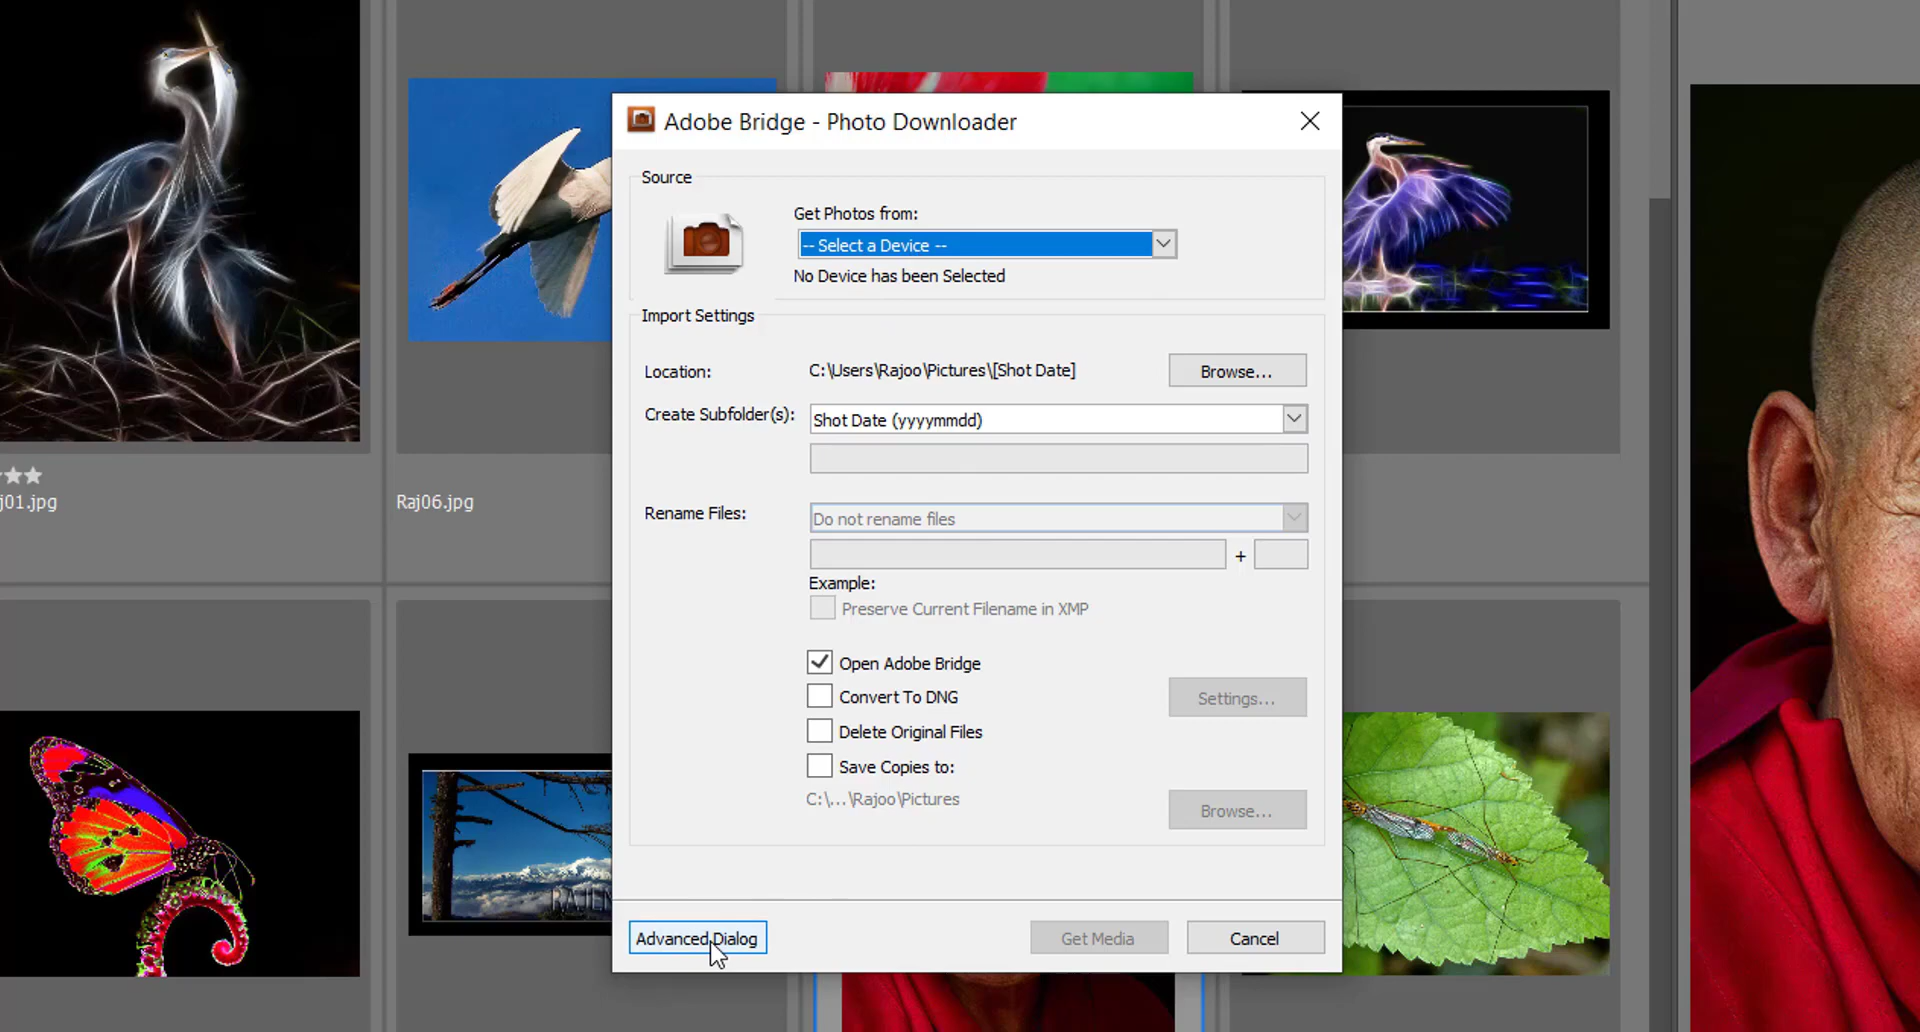 Adobe Bridge - Photo Downloader
Source
Get Photos from:
-- Select a Device --
No Device has been Selected
Import Settings
Location:
C:\Users\Rajoo\Pictures\[Shot Date]
Browse...
Create Subfolder(s):
Shot Date (yyyymmdd)
Rename Files:
Do not rename files
+
Example:
Preserve Current Filename in XMP
Open Adobe Bridge
Convert To DNG
Settings...
Delete Original Files
Save Copies to:
C:\...\Rajoo\Pictures
Browse...
Advanced Dialog
Get Media
Cancel
j01.jpg
Raj06.jpg